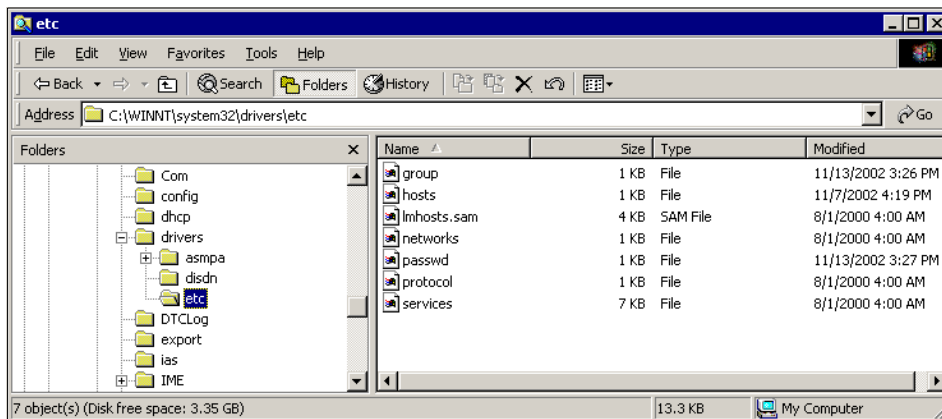 etc
File Edit View Favorites Tools Help
Back Search Folders History
Address C:\WINNT\system32\drivers\etc Go
Folders
Com
config
dhcp
drivers
asmpa
disdn
etc
DTCLog
export
ias
IME
Name Size Type Modified
group 1 KB File 11/13/2002 3:26 PM
hosts 1 KB File 11/7/2002 4:19 PM
lmhosts.sam 4 KB SAM File 8/1/2000 4:00 AM
networks 1 KB File 8/1/2000 4:00 AM
passwd 1 KB File 11/13/2002 3:27 PM
protocol 1 KB File 8/1/2000 4:00 AM
services 7 KB File 8/1/2000 4:00 AM
7 object(s) (Disk free space: 3.35 GB) 13.3 KB My Computer